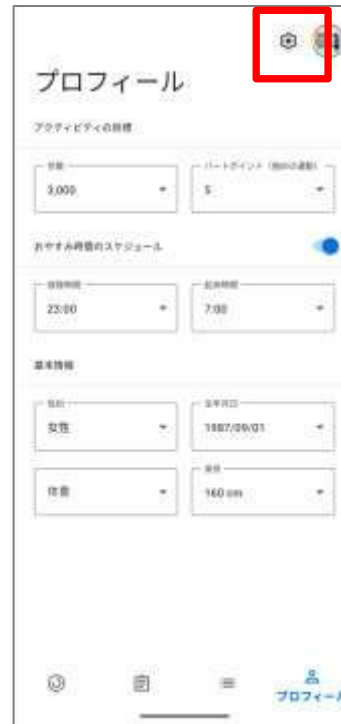 プロフィール
アクティビティの目標
歩数
ハートポイント（強めの運動）
3,000
5
おやすみ時間のスケジュール
就寝時間
起床時間
23:00
7:00
基本情報
性別
生年月日
女性
1987/09/01
身長
体重
160 cm
プロフィール